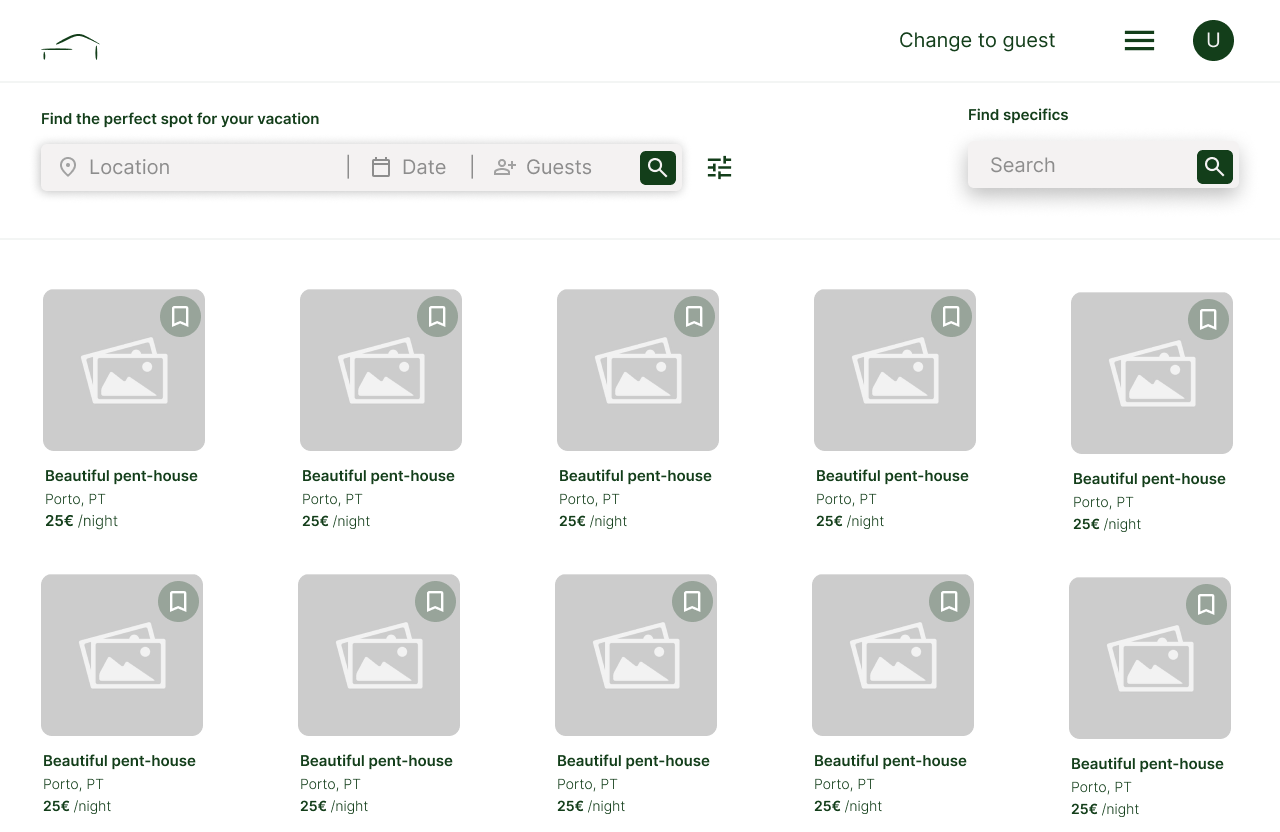 Change to guest
U
Find the perfect spot for your vacation
Find specifics
Location
Date
Guests
Search
Beautiful pent-house
Porto, PT
25€ /night
Beautiful pent-house
Porto, PT
25€ /night
Beautiful pent-house
Porto, PT
25€ /night
Beautiful pent-house
Porto, PT
25€ /night
Beautiful pent-house
Porto, PT
25€ /night
Beautiful pent-house
Porto, PT
25€ /night
Beautiful pent-house
Porto, PT
25€ /night
Beautiful pent-house
Porto, PT
25€ /night
Beautiful pent-house
Porto, PT
25€ /night
Beautiful pent-house
Porto, PT
25€ /night